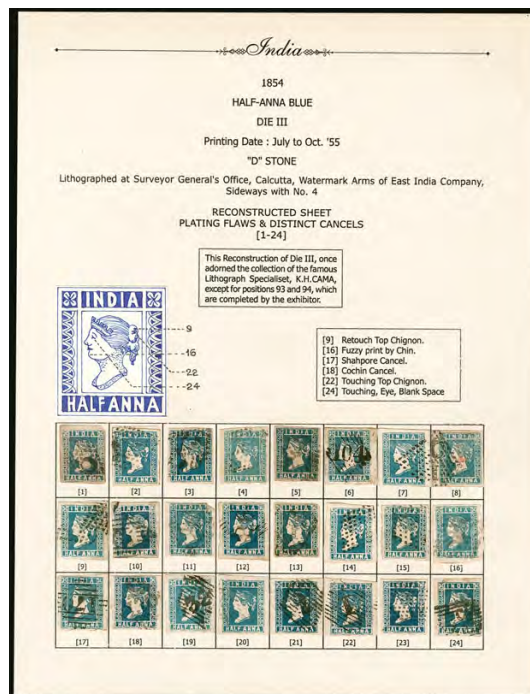 India
1854
HALF-ANNA BLUE
DIE III
Printing Date : July to Oct. '55
"D" STONE
Lithographed at Surveyor General's Office, Calcutta, Watermark Arms of East India Company,
Sideways with No. 4
RECONSTRUCTED SHEET
PLATING FLAWS & DISTINCT CANCELS
[1-24]
This Reconstruction of Die III, once
adorned the collection of the famous
Lithograph Specialiset, K.H.CAMA,
except for positions 93 and 94, which
are completed by the exhibitor.
INDIA
HALF ANNA
9
16
22
24
[9] Retouch Top Chignon.
[16] Fuzzy print by Chin.
[17] Shahpore Cancel.
[18] Cochin Cancel.
[22] Touching Top Chignon.
[24] Touching, Eye, Blank Space
[1] [2] [3] [4] [5] [6] [7] [8]
[9] [10] [11] [12] [13] [14] [15] [16]
[17] [18] [19] [20] [21] [22] [23] [24]